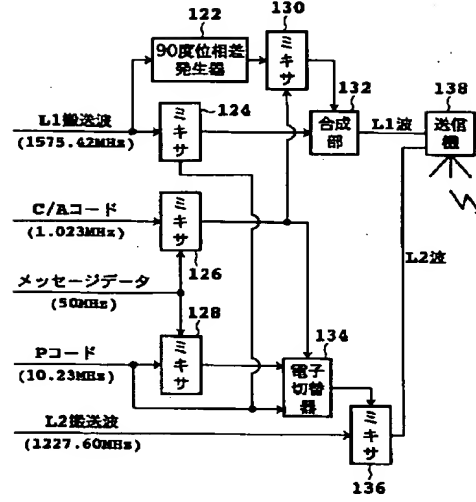 122
130
90度位相差
発生器
ミキサ
132
138
124
L1搬送波
(1575.42MHz)
ミキサ
合成
部
L1波
送信
機
C/Aコード
(1.023MHz)
ミキサ
126
L2波
メッセージデータ
(50MHz)
128
134
Pコード
(10.23MHz)
ミキサ
電子
切替
器
L2搬送波
(1227.60MHz)
ミキサ
136